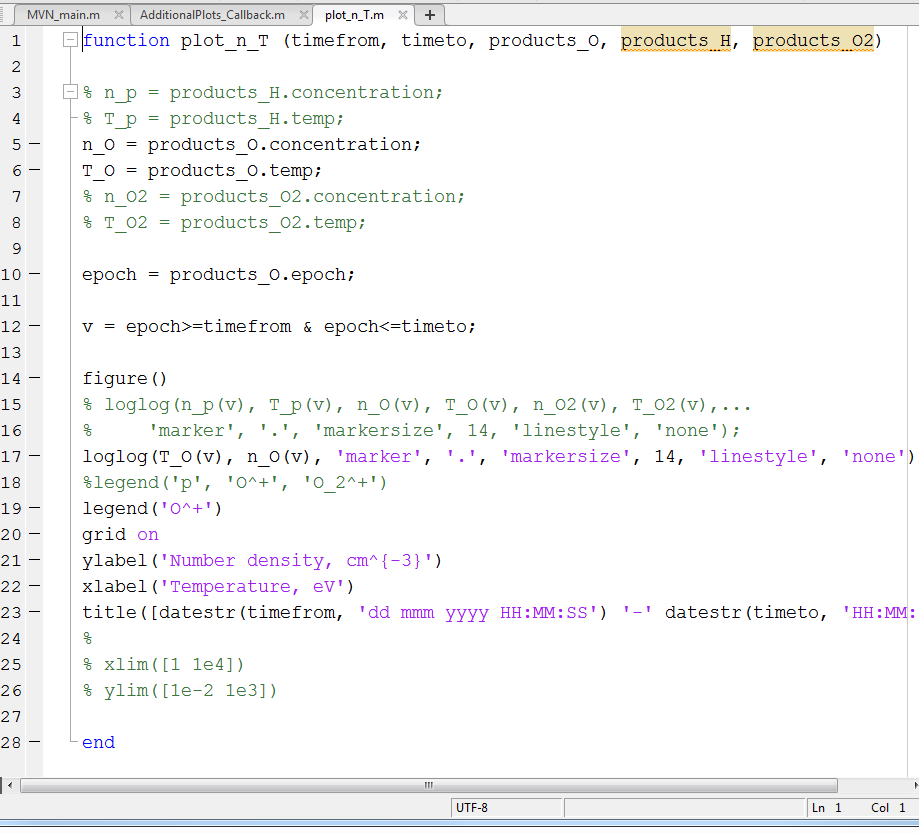 MVN_main.m AdditionalPlots_Callback.m plot_n_T.m
1 function plot_n_T (timefrom, timeto, products_O, products_H, products_O2)
2
3 % n_p = products_H.concentration;
4 % T_p = products_H.temp;
5 n_O = products_O.concentration;
6 T_O = products_O.temp;
7 % n_O2 = products_O2.concentration;
8 % T_O2 = products_O2.temp;
9
10 epoch = products_O.epoch;
11
12 v = epoch>=timefrom & epoch<=timeto;
13
14 figure()
15 % loglog(n_p(v), T_p(v), n_O(v), T_O(v), n_O2(v), T_O2(v),...
16 %     'marker', '.', 'markersize', 14, 'linestyle', 'none');
17 loglog(T_O(v), n_O(v), 'marker', '.', 'markersize', 14, 'linestyle', 'none')
18 %legend('p', 'O^+', 'O_2^+')
19 legend('O^+')
20 grid on
21 ylabel('Number density, cm^{-3}')
22 xlabel('Temperature, eV')
23 title([datestr(timefrom, 'dd mmm yyyy HH:MM:SS') '-' datestr(timeto, 'HH:MM:
24 %
25 % xlim([1 1e4])
26 % ylim([1e-2 1e3])
27
28 end
UTF-8 Ln 1 Col 1